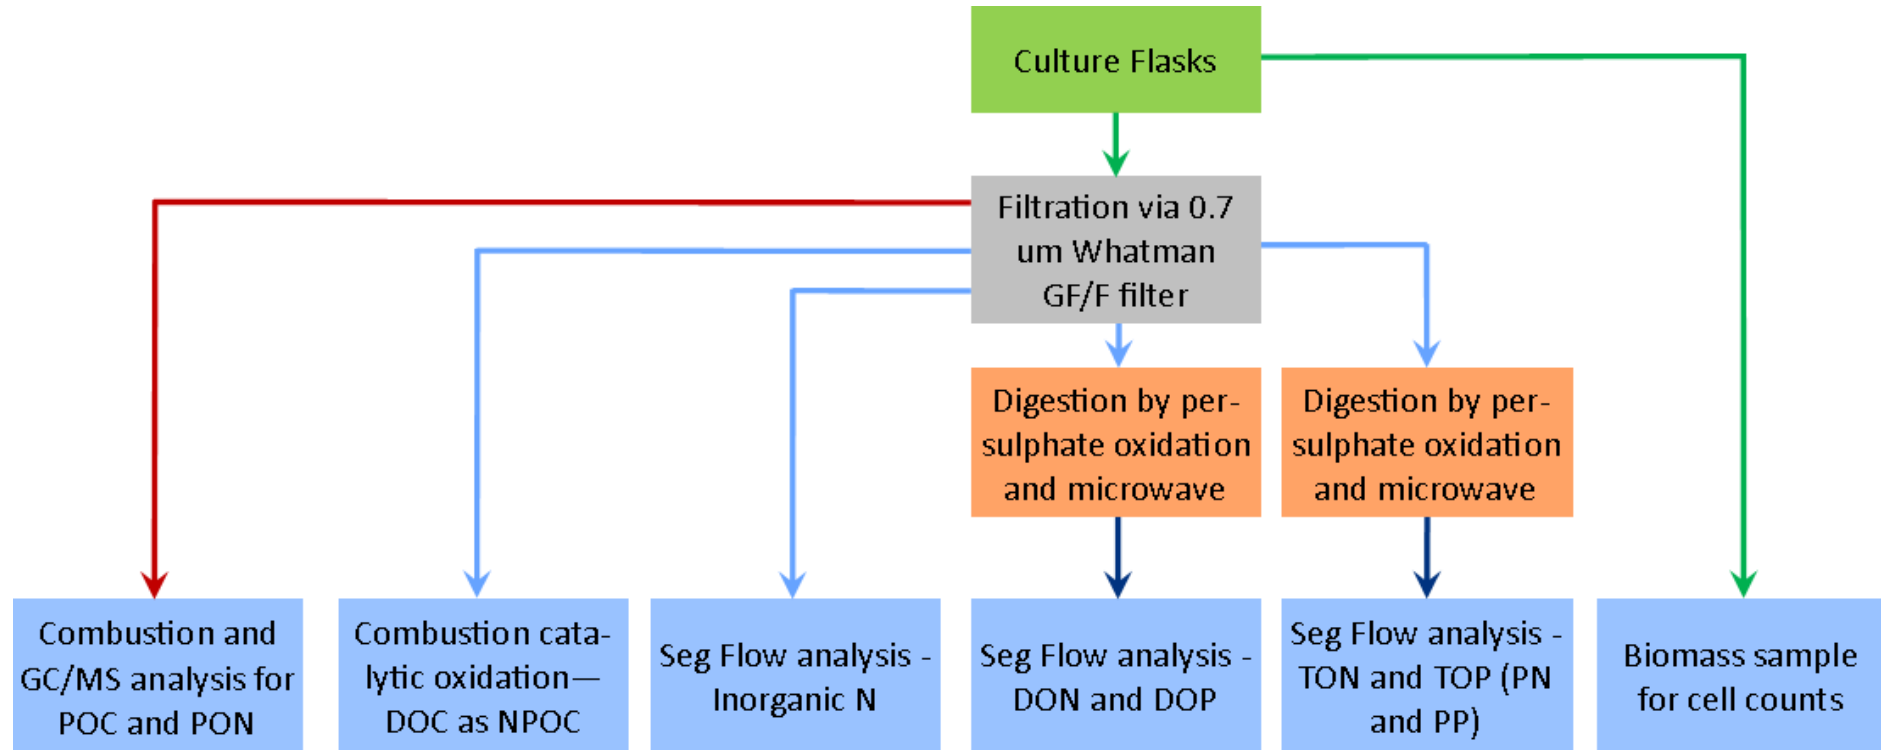 Culture Flasks
Filtration via 0.7
um Whatman
GF/F filter
Digestion by per-
sulphate oxidation
and microwave
Digestion by per-
sulphate oxidation
and microwave
Combustion and
GC/MS analysis for
POC and PON
Combustion cata-
lytic oxidation—
DOC as NPOC
Seg Flow analysis -
Inorganic N
Seg Flow analysis -
DON and DOP
Seg Flow analysis -
TON and TOP (PN
and PP)
Biomass sample
for cell counts